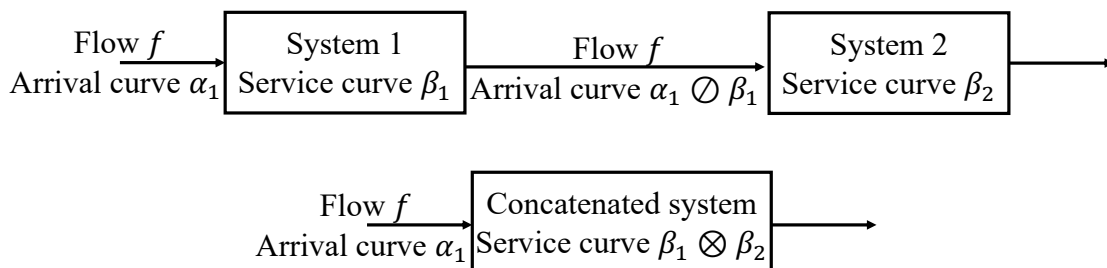 Flow f
Arrival curve α₁
System 1
Service curve β₁
Flow f
Arrival curve α₁ ⊘ β₁
System 2
Service curve β₂
Flow f
Arrival curve α₁
Concatenated system
Service curve β₁ ⊗ β₂